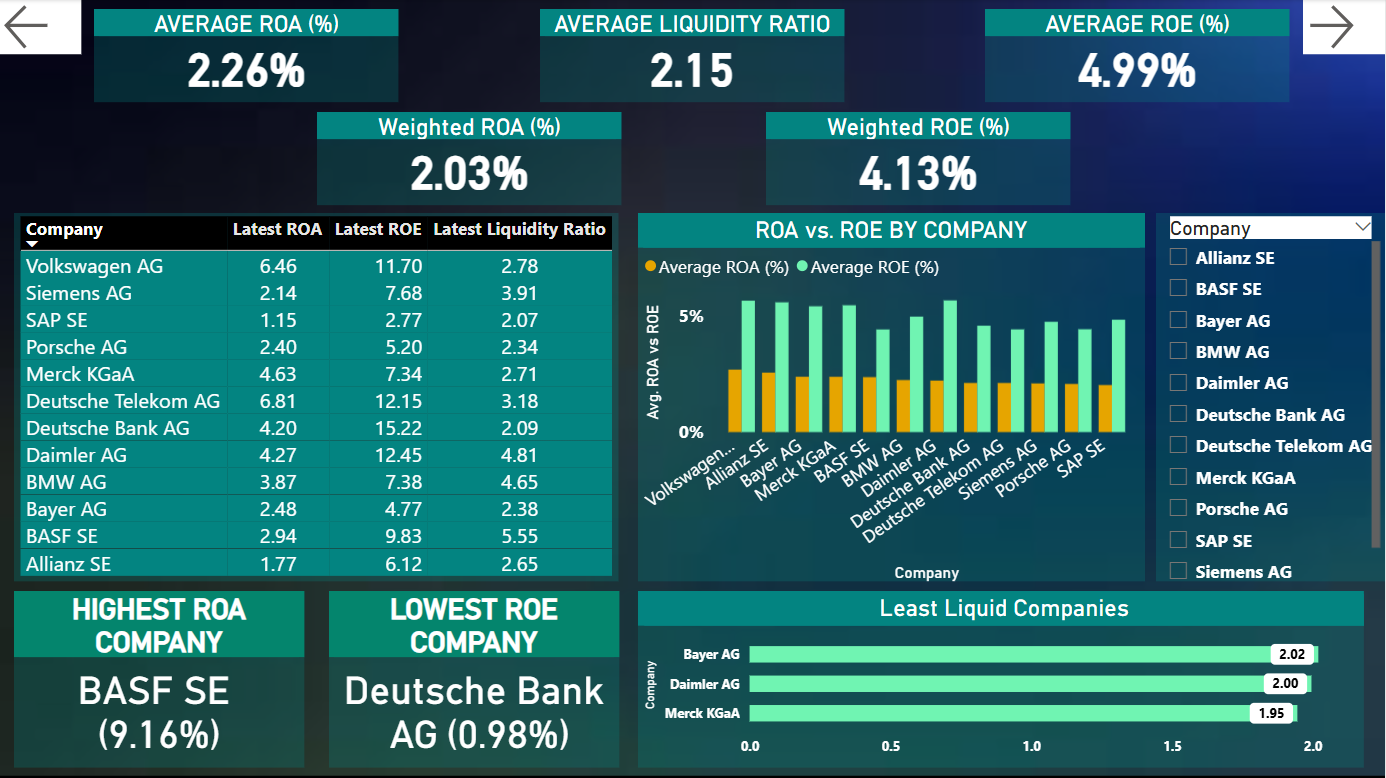 AVERAGE ROA (%)
2.26%
AVERAGE LIQUIDITY RATIO
2.15
AVERAGE ROE (%)
4.99%
Weighted ROA (%)
2.03%
Weighted ROE (%)
4.13%
Company Latest ROA Latest ROE Latest Liquidity Ratio
Volkswagen AG 6.46 11.70 2.78
Siemens AG 2.14 7.68 3.91
SAP SE 1.15 2.77 2.07
Porsche AG 2.40 5.20 2.34
Merck KGaA 4.63 7.34 2.71
Deutsche Telekom AG 6.81 12.15 3.18
Deutsche Bank AG 4.20 15.22 2.09
Daimler AG 4.27 12.45 4.81
BMW AG 3.87 7.38 4.65
Bayer AG 2.48 4.77 2.38
BASF SE 2.94 9.83 5.55
Allianz SE 1.77 6.12 2.65
ROA vs. ROE BY COMPANY
Average ROA (%) Average ROE (%)
Avg. ROA vs ROE
5%
0%
Volkswagen...
Allianz SE
Bayer AG
Merck KGaA
BASF SE
BMW AG
Daimler AG
Deutsche Bank AG
Deutsche Telekom AG
Siemens AG
Porsche AG
SAP SE
Company
Company
Allianz SE
BASF SE
Bayer AG
BMW AG
Daimler AG
Deutsche Bank AG
Deutsche Telekom AG
Merck KGaA
Porsche AG
SAP SE
Siemens AG
HIGHEST ROA
COMPANY
BASF SE
(9.16%)
LOWEST ROE
COMPANY
Deutsche Bank
AG (0.98%)
Least Liquid Companies
Company
Bayer AG 2.02
Daimler AG 2.00
Merck KGaA 1.95
0.0 0.5 1.0 1.5 2.0